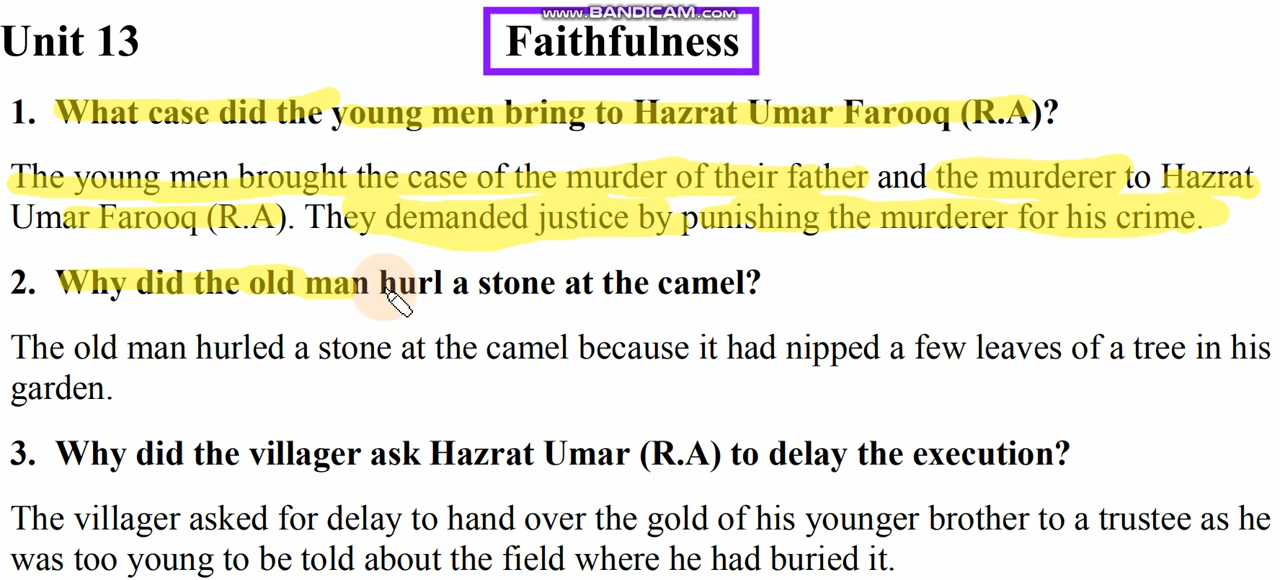 www.BANDICAM.com
Unit 13 Faithfulness
1. What case did the young men bring to Hazrat Umar Farooq (R.A)?
The young men brought the case of the murder of their father and the murderer to Hazrat
Umar Farooq (R.A). They demanded justice by punishing the murderer for his crime.
2. Why did the old man hurl a stone at the camel?
The old man hurled a stone at the camel because it had nipped a few leaves of a tree in his
garden.
3. Why did the villager ask Hazrat Umar (R.A) to delay the execution?
The villager asked for delay to hand over the gold of his younger brother to a trustee as he
was too young to be told about the field where he had buried it.